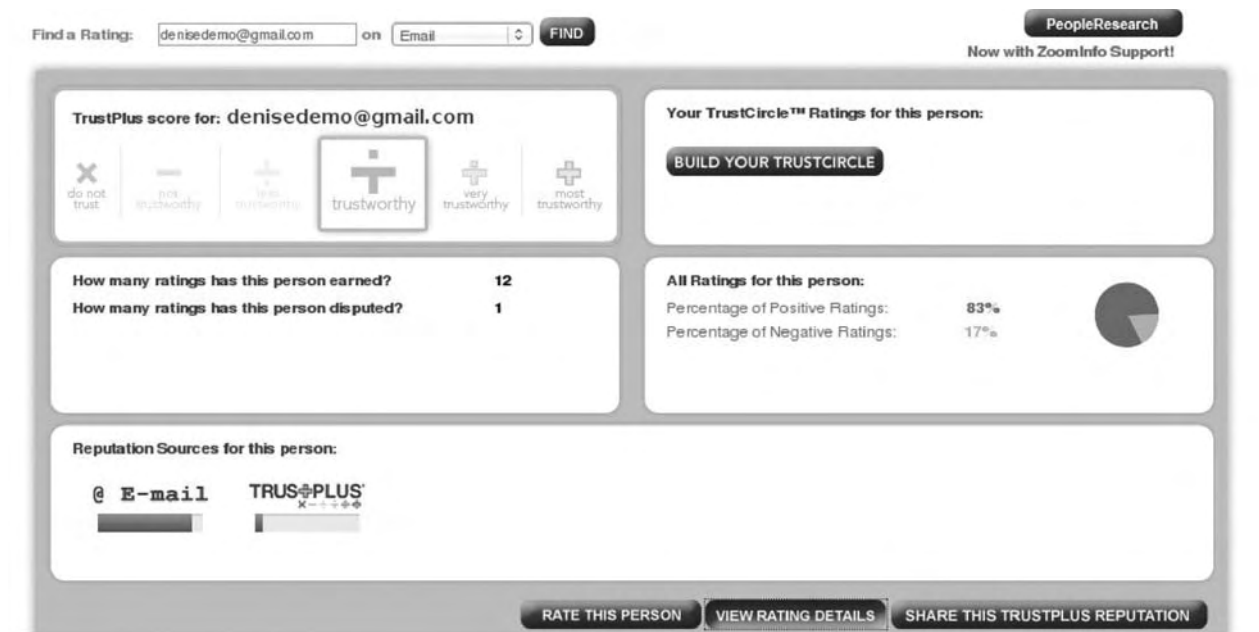 Find a Rating: denisedemo@gmail.com on Email FIND
PeopleResearch
Now with ZoomInfo Support!
TrustPlus score for: denisedemo@gmail.com
do not trust
not trustworthy
trustworthy
trustworthy
very trustworthy
most trustworthy
Your TrustCircle™ Ratings for this person:
BUILD YOUR TRUSTCIRCLE
How many ratings has this person earned? 12
How many ratings has this person disputed? 1
All Ratings for this person:
Percentage of Positive Ratings: 83%
Percentage of Negative Ratings: 17%
Reputation Sources for this person:
@ E-mail
TRUSTPLUS
RATE THIS PERSON
VIEW RATING DETAILS
SHARE THIS TRUSTPLUS REPUTATION